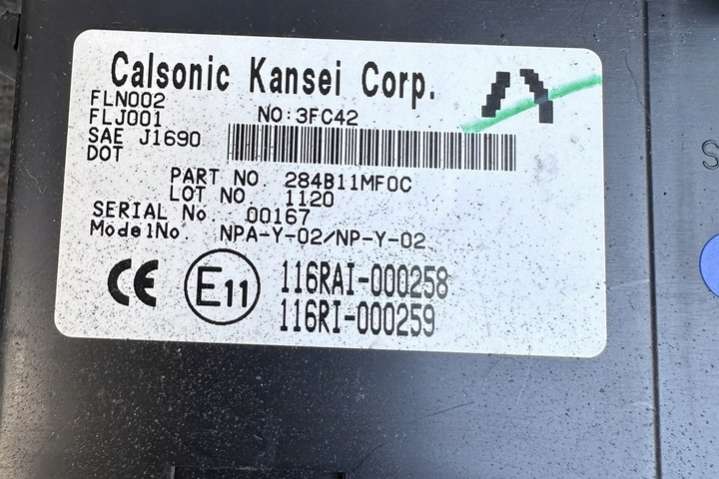 Calsonic Kansei Corp.
FLN002
FLJ001 NO:3FC42
SAE J1690
DOT
PART NO 284B11MF0C
LOT NO 1120
SERIAL No. 00167
ModelNo. NPA-Y-02/NP-Y-02
CE E11 116RAI-000258
116RI-000259
S